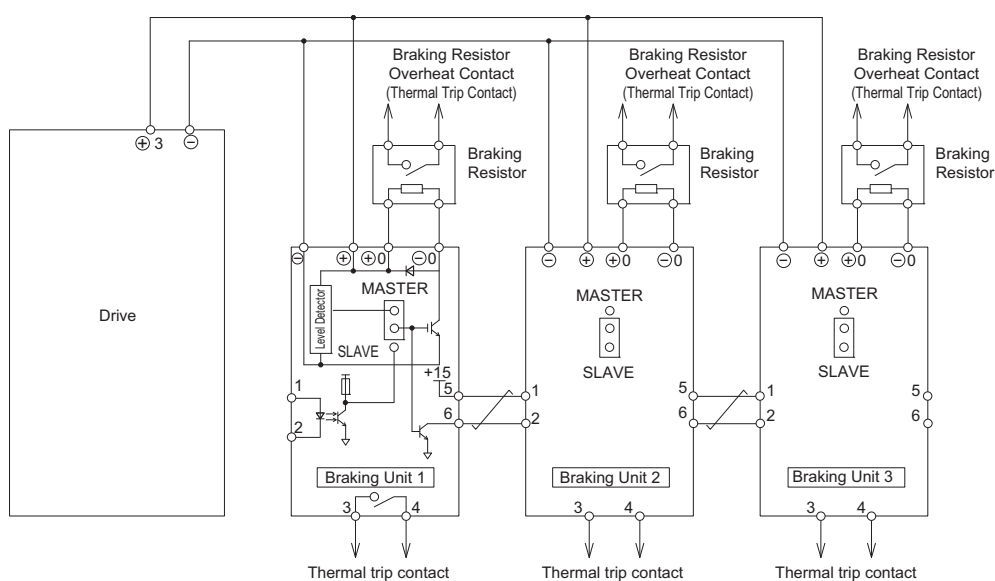 Braking Resistor
Overheat Contact
(Thermal Trip Contact)
Braking Resistor
Overheat Contact
(Thermal Trip Contact)
Braking Resistor
Overheat Contact
(Thermal Trip Contact)
⊕ 3 ⊖
Braking
Resistor
Braking
Resistor
Braking
Resistor
Drive
⊖ ⊕ ⊕0 ⊖0
MASTER
Level Detector
SLAVE
+15
1
2
5
6
Braking Unit 1
3 4
Thermal trip contact
⊖ ⊕ ⊕0 ⊖0
MASTER
SLAVE
1
2
5
6
Braking Unit 2
3 4
Thermal trip contact
⊖ ⊕ ⊕0 ⊖0
MASTER
SLAVE
1
2
5
6
Braking Unit 3
3 4
Thermal trip contact